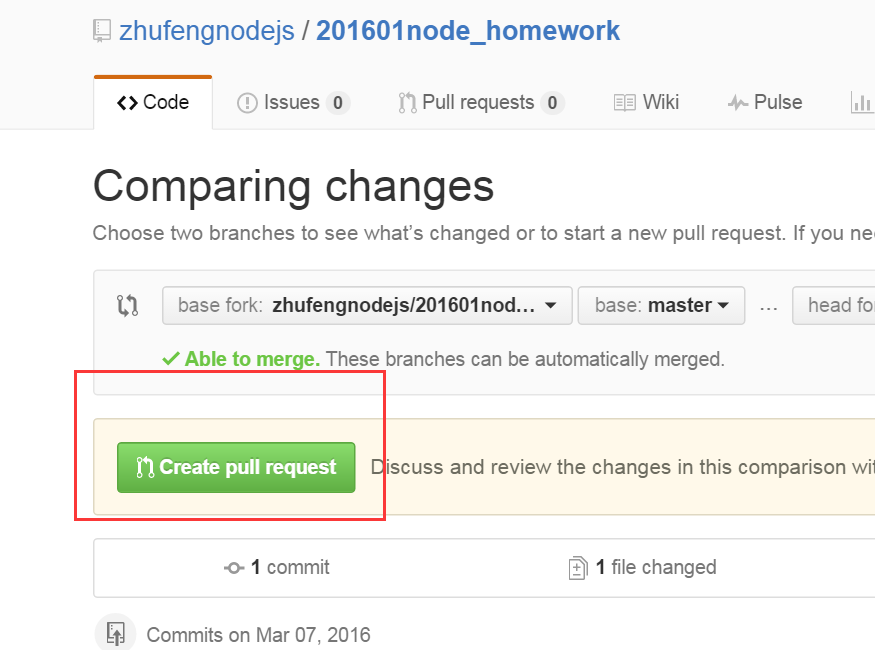 zhufengnodejs / 201601node_homework
Code Issues 0 Pull requests 0 Wiki Pulse
Comparing changes
Choose two branches to see what's changed or to start a new pull request. If you
base fork: zhufengnodejs/201601nod... base: master ... head
Able to merge. These branches can be automatically merged.
Create pull request Discuss and review the changes in this comparison
1 commit 1 file changed
Commits on Mar 07, 2016